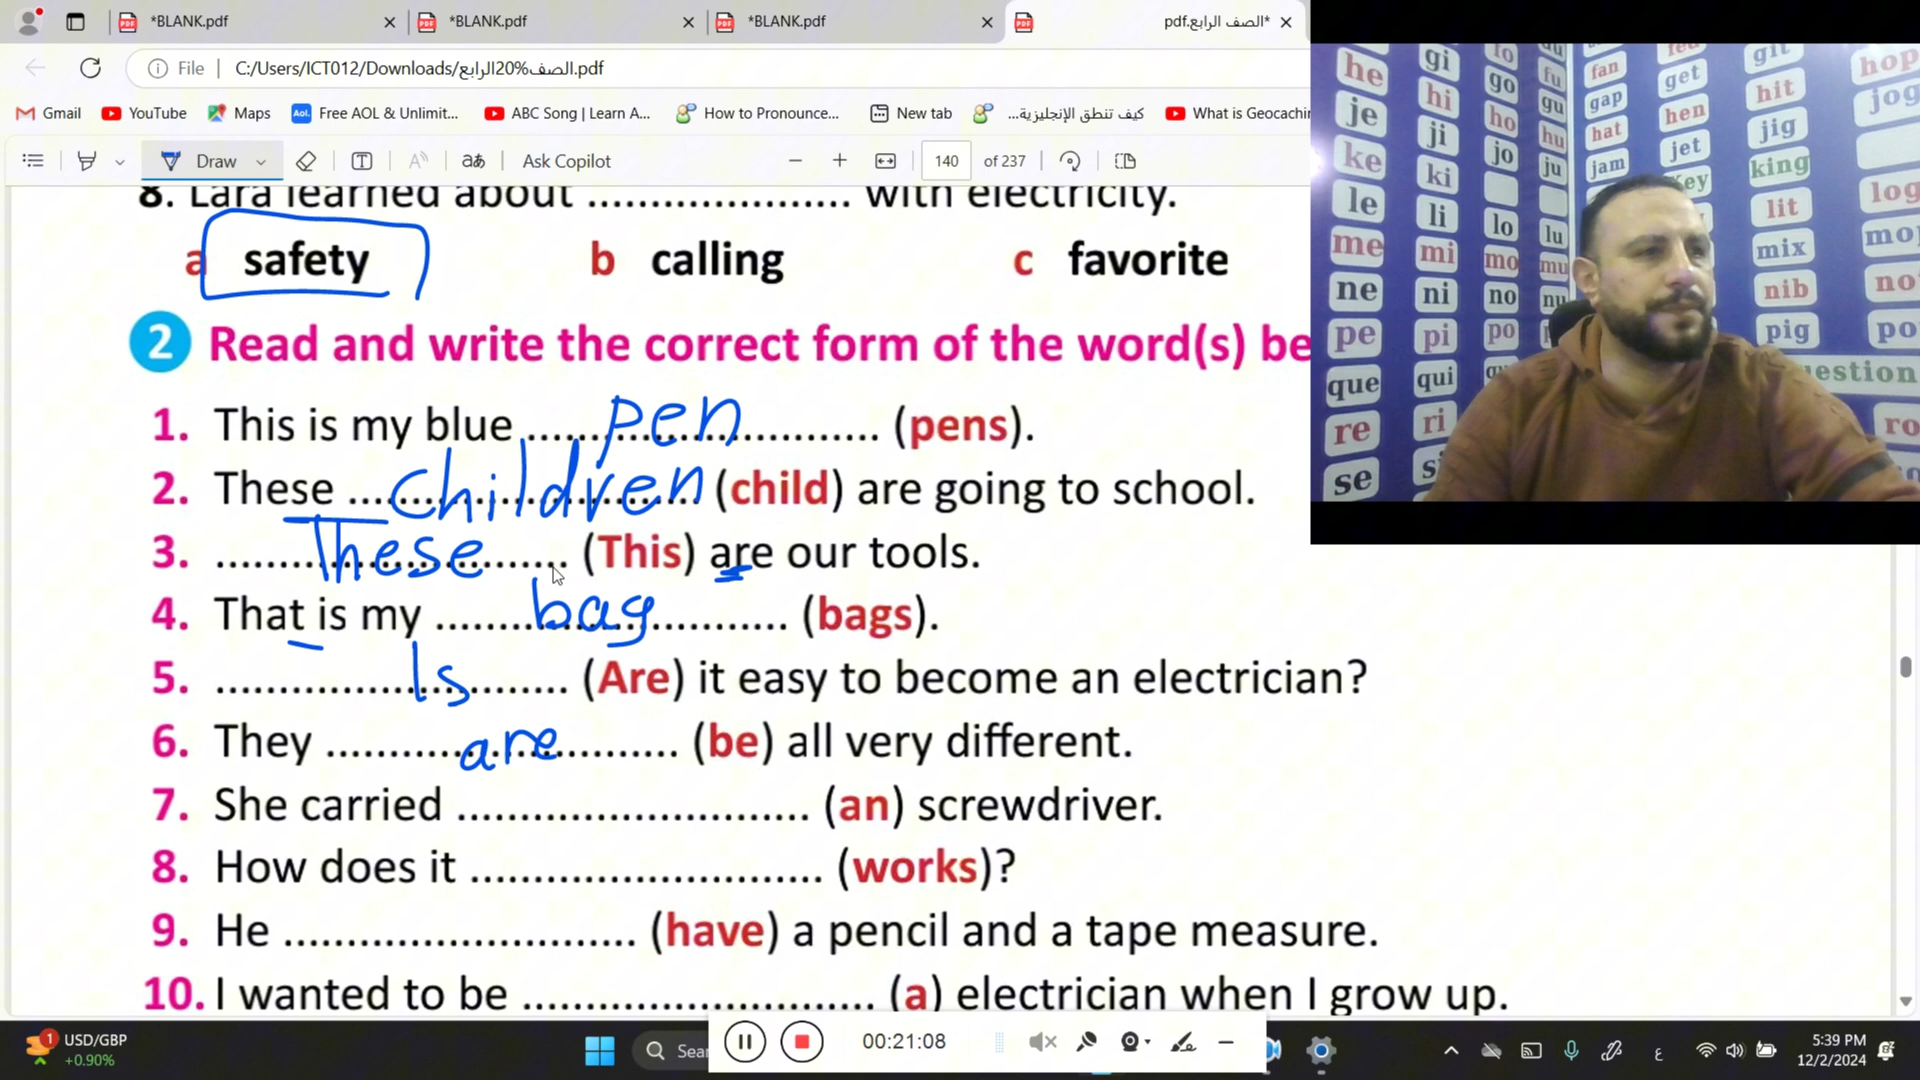 *BLANK.pdf
*BLANK.pdf
*BLANK.pdf
*الصف الرابع.pdf
File
C:/Users/ICT012/Downloads/الصف%20الرابع.pdf
Gmail
YouTube
Maps
Free AOL & Unlimit...
ABC Song | Learn A...
How to Pronounce...
New tab
كيف تنطق الإنجليزية...
What is Geocachin
Draw
Ask Copilot
140 of 237
8. Lara learned about ..................... with electricity.
a safety b calling c favorite
2 Read and write the correct form of the word(s) be
1. This is my blue ..... pen ..... (pens).
2. These ... children (child) are going to school.
3. ..... These ..... (This) are our tools.
4. That is my ..... bag ..... (bags).
5. ..... Is ..... (Are) it easy to become an electrician?
6. They ..... are ..... (be) all very different.
7. She carried ............................ (an) screwdriver.
8. How does it ............................ (works)?
9. He ............................ (have) a pencil and a tape measure.
10. I wanted to be ............................ (a) electrician when I grow up.
he gi go fu fan get git hop
je hi ho gu gap hen hit jog
ke ji jo hu hat jet jig
le ki ju jam king log
me li lo lu lit
ne mi mo mu mix
pe ni no nu nib
que pi po pig
re qui
se ri
USD/GBP
+0.90%
00:21:08
5:39 PM
12/2/2024